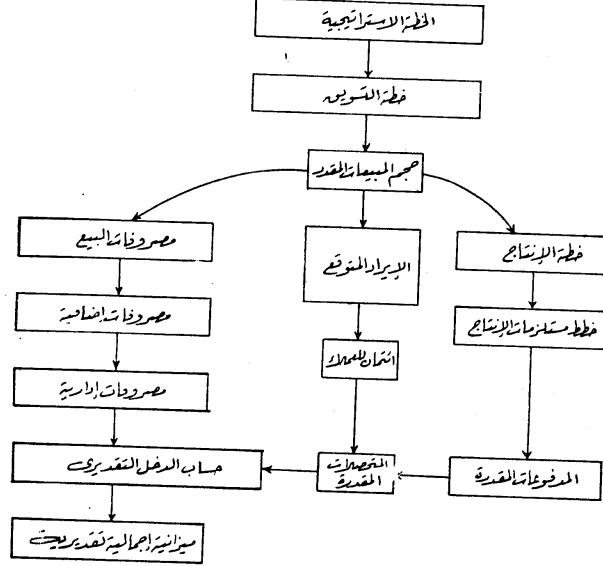 الخطة الاستراتيجية
خطة التسويق
حجم المبيعات المقدر
مصروفات البيع
الإيراد المتوقع
خطة الإنتاج
مصروفات إضافية
خطط مستلزمات الإنتاج
ائتمان للعملاء
مصروفات إدارية
حساب الدخل التقديرى
المتحصلات
المقدرة
المدفوعات المقدرة
ميزانية إجمالية تقديرية